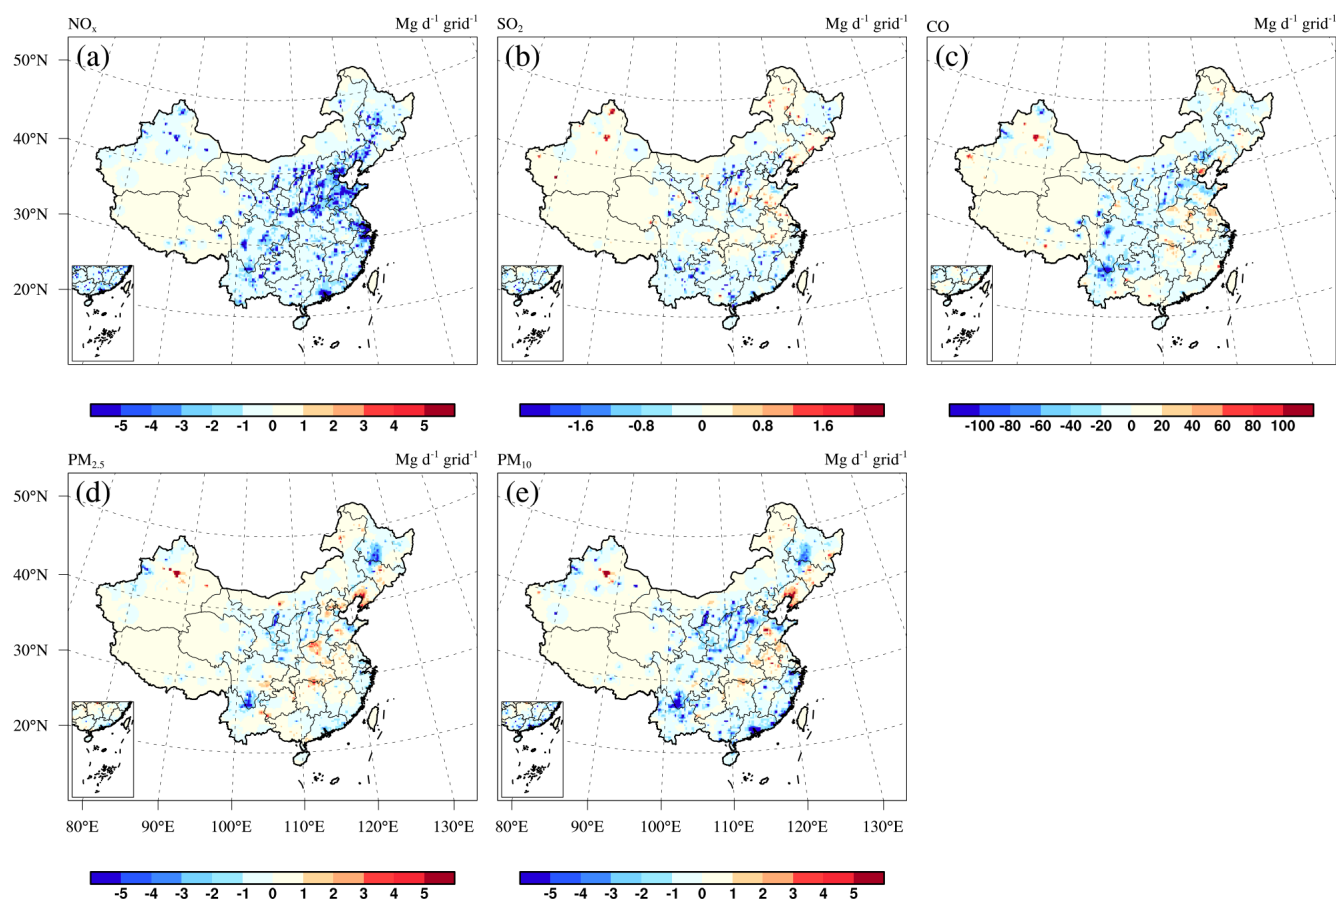 NOₓ Mg d⁻¹ grid⁻¹ SO₂ Mg d⁻¹ grid⁻¹ CO Mg d⁻¹ grid⁻¹
(a) (b) (c)
50°N
40°N
30°N
20°N
-5 -4 -3 -2 -1 0 1 2 3 4 5
-1.6 -0.8 0 0.8 1.6
-100 -80 -60 -40 -20 0 20 40 60 80 100
PM₂.₅ Mg d⁻¹ grid⁻¹ PM₁₀ Mg d⁻¹ grid⁻¹
(d) (e)
50°N
40°N
30°N
20°N
80°E 90°E 100°E 110°E 120°E 130°E
80°E 90°E 100°E 110°E 120°E 130°E
-5 -4 -3 -2 -1 0 1 2 3 4 5
-5 -4 -3 -2 -1 0 1 2 3 4 5